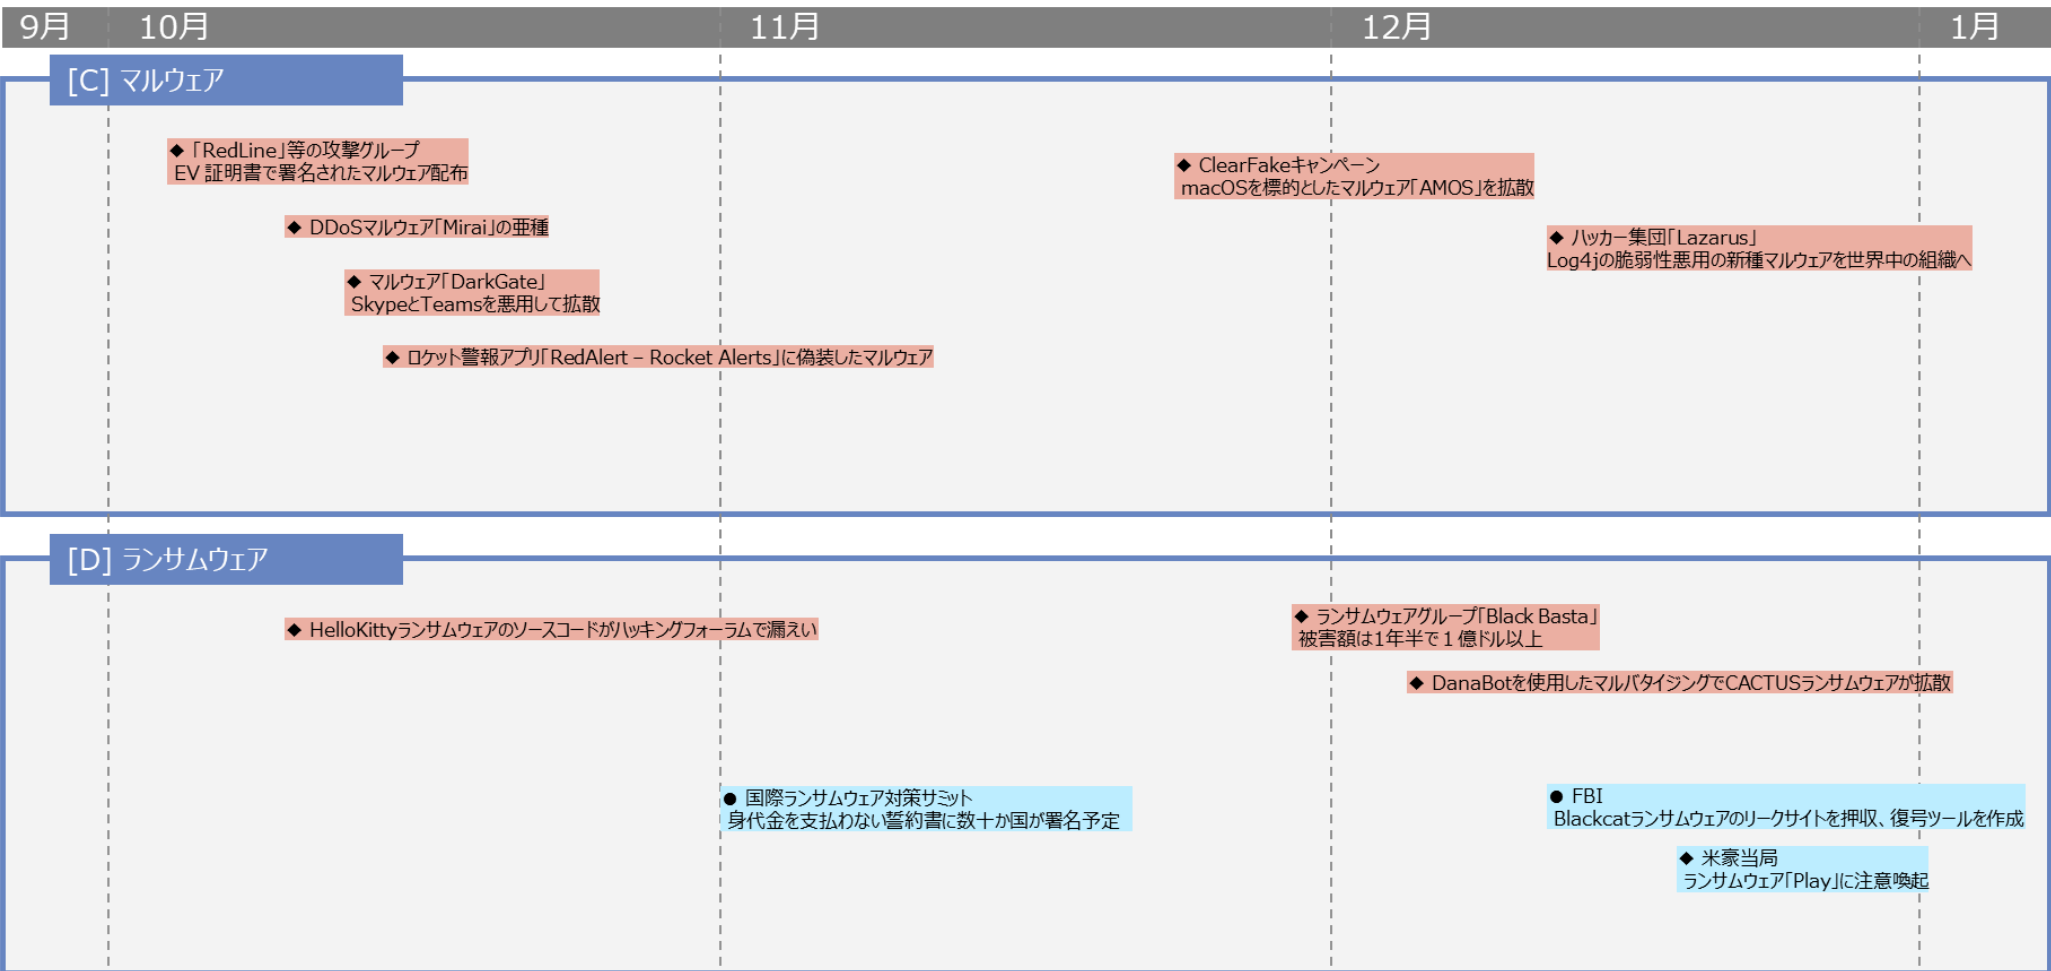 9月 10月 11月 12月 1月
[C] マルウェア
◆「RedLine」等の攻撃グループ
EV 証明書で署名されたマルウェア配布
◆ DDoSマルウェア「Mirai」の亜種
◆ マルウェア「DarkGate」
SkypeとTeamsを悪用して拡散
◆ ロケット警報アプリ「RedAlert – Rocket Alerts」に偽装したマルウェア
◆ ClearFakeキャンペーン
macOSを標的としたマルウェア「AMOS」を拡散
◆ ハッカー集団「Lazarus」
Log4jの脆弱性悪用の新種マルウェアを世界中の組織へ
[D] ランサムウェア
◆ HelloKittyランサムウェアのソースコードがハッキングフォーラムで漏えい
◆ ランサムウェアグループ「Black Basta」
被害額は1年半で１億ドル以上
◆ DanaBotを使用したマルバタイジングでCACTUSランサムウェアが拡散
● 国際ランサムウェア対策サミット
身代金を支払わない誓約書に数十か国が署名予定
● FBI
Blackcatランサムウェアのリークサイトを押収、復号ツールを作成
◆ 米豪当局
ランサムウェア「Play」に注意喚起